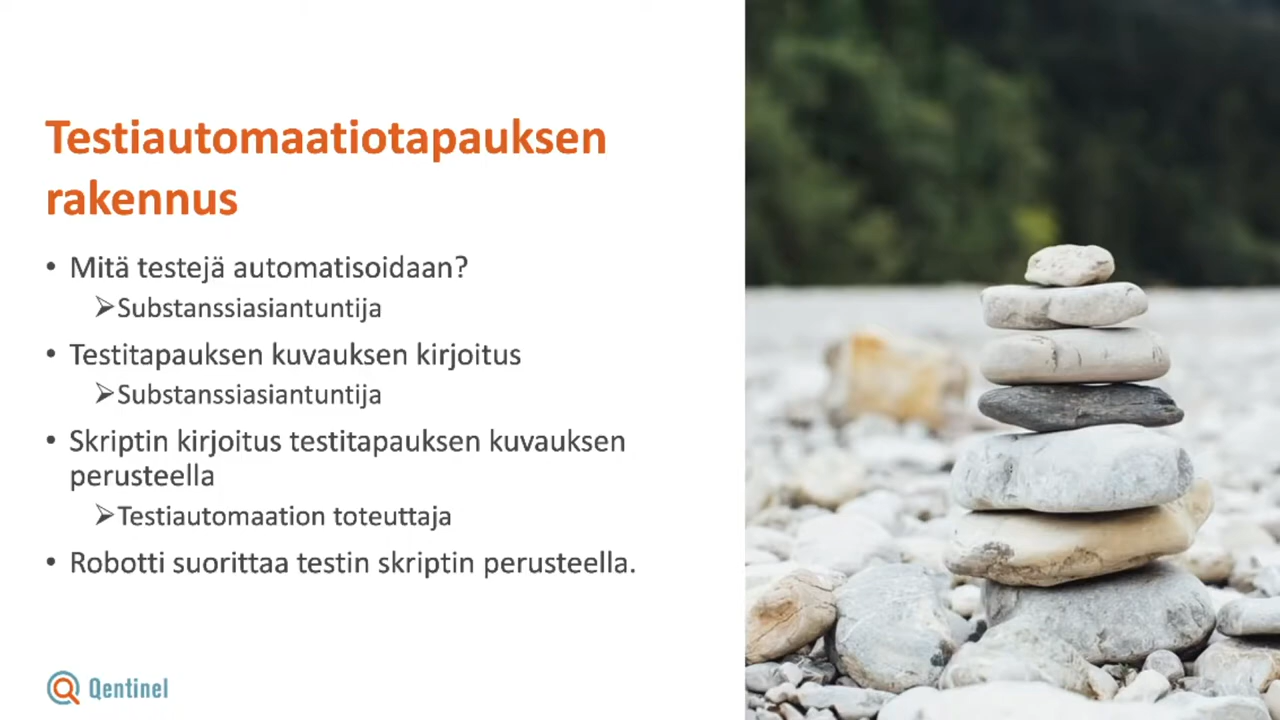 Testiautomaatiotapauksen
rakennus
• Mitä testejä automatisoidaan?
➢Substanssiasiantuntija
• Testitapauksen kuvauksen kirjoitus
➢Substanssiasiantuntija
• Skriptin kirjoitus testitapauksen kuvauksen
perusteella
➢Testiautomaation toteuttaja
• Robotti suorittaa testin skriptin perusteella.
Qentinel